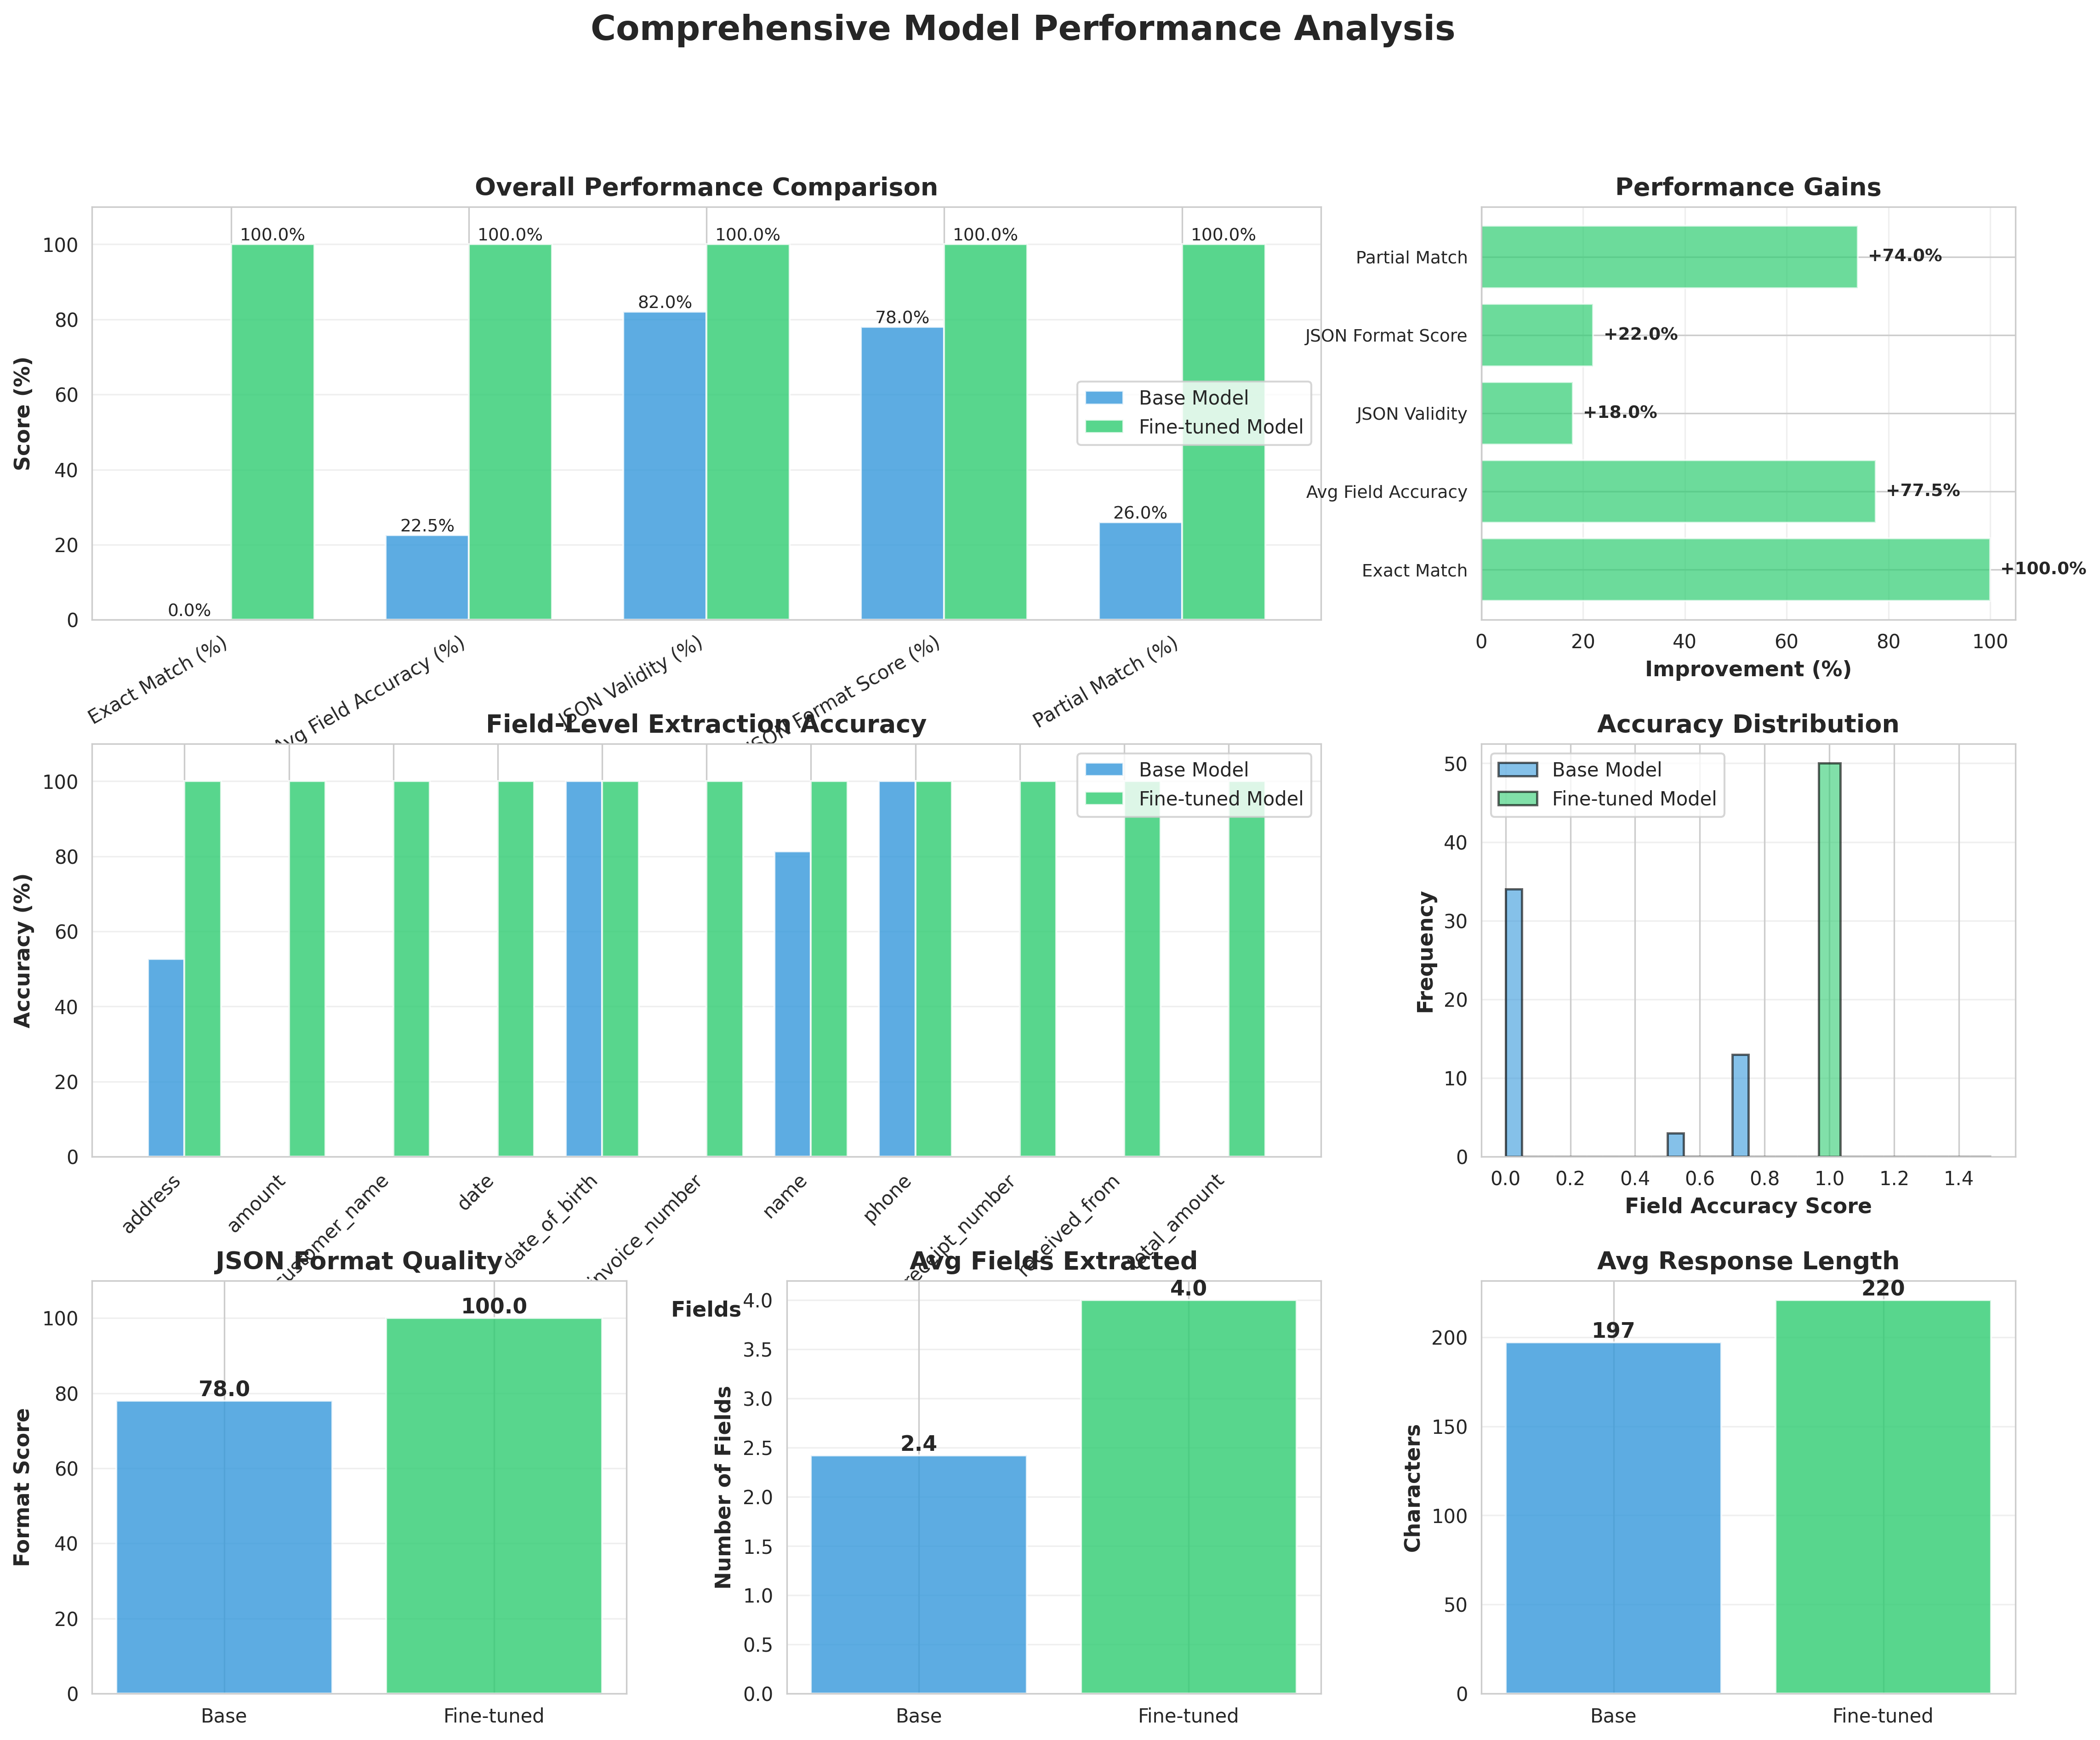 Comprehensive Model Performance Analysis
Overall Performance Comparison
Score (%)
100
80
60
40
20
0
0.0%
100.0%
22.5%
100.0%
82.0%
100.0%
78.0%
100.0%
26.0%
100.0%
Base Model
Fine-tuned Model
Exact Match (%)
Avg Field Accuracy (%)
JSON Validity (%)
JSON Format Score (%)
Partial Match (%)
Performance Gains
Partial Match
+74.0%
JSON Format Score
+22.0%
JSON Validity
+18.0%
Avg Field Accuracy
+77.5%
Exact Match
+100.0%
0 20 40 60 80 100
Improvement (%)
Field-Level Extraction Accuracy
Accuracy (%)
100
80
60
40
20
0
Base Model
Fine-tuned Model
address
amount
customer_name
date
date_of_birth
invoice_number
name
phone
receipt_number
received_from
total_amount
Fields
Accuracy Distribution
Frequency
50
40
30
20
10
0
Base Model
Fine-tuned Model
0.0 0.2 0.4 0.6 0.8 1.0 1.2 1.4
Field Accuracy Score
JSON Format Quality
Format Score
100
80
60
40
20
0
78.0
100.0
Base Fine-tuned
Avg Fields Extracted
Number of Fields
4.0
3.5
3.0
2.5
2.0
1.5
1.0
0.5
0.0
2.4
4.0
Base Fine-tuned
Avg Response Length
Characters
200
150
100
50
0
197
220
Base Fine-tuned